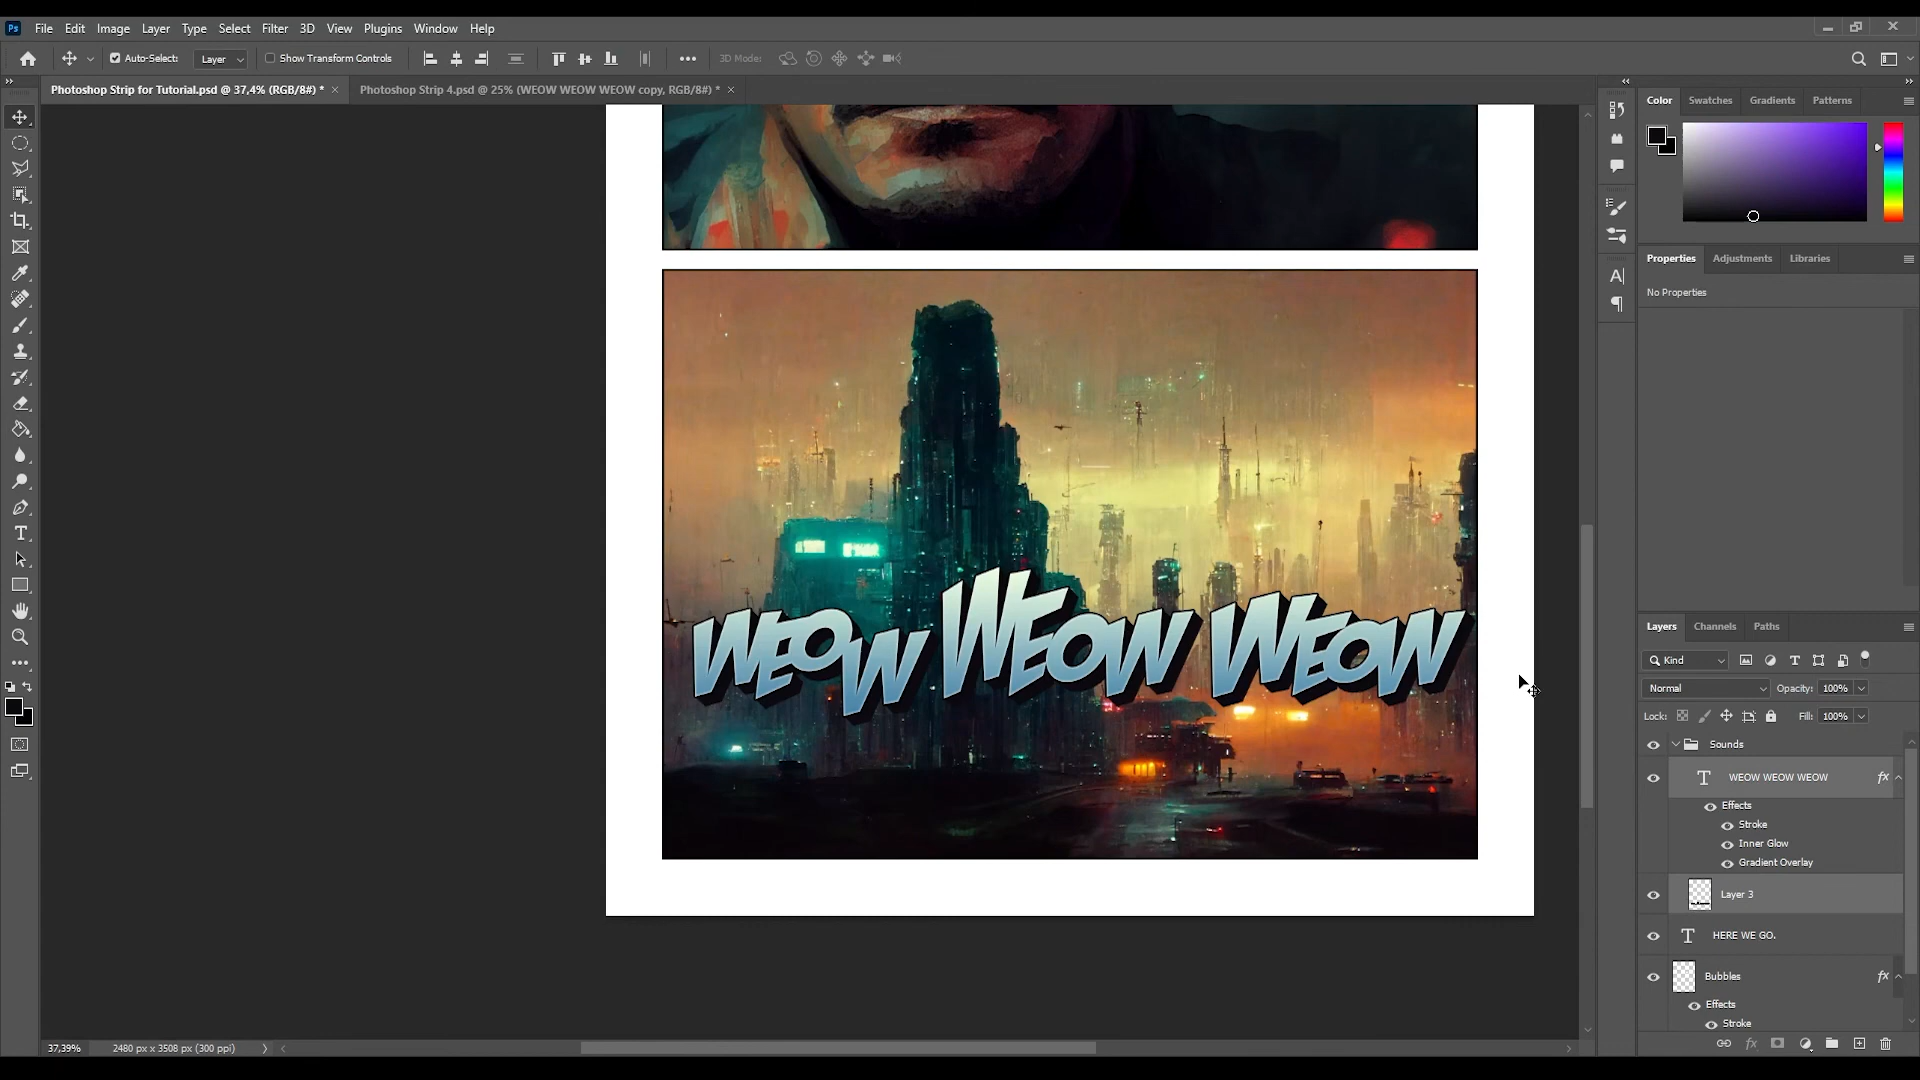 Ps File Edit Image Layer Type Select Filter 3D View Plugins Window Help
Auto-Select: Layer Show Transform Controls 3D Mode:
Photoshop Strip for Tutorial.psd @ 37,4% (RGB/8#) * Photoshop Strip 4.psd @ 25% (WEOW WEOW WEOW copy, RGB/8#) *
Color Swatches Gradients Patterns
Properties Adjustments Libraries
No Properties
WEOW WEOW WEOW
Layers Channels Paths
Kind
Normal Opacity: 100%
Lock: Fill: 100%
Sounds
WEOW WEOW WEOW fx
Effects
Stroke
Inner Glow
Gradient Overlay
Layer 3
HERE WE GO.
Bubbles fx
Effects
Stroke
37,39% 2480 px x 3508 px (300 ppi)